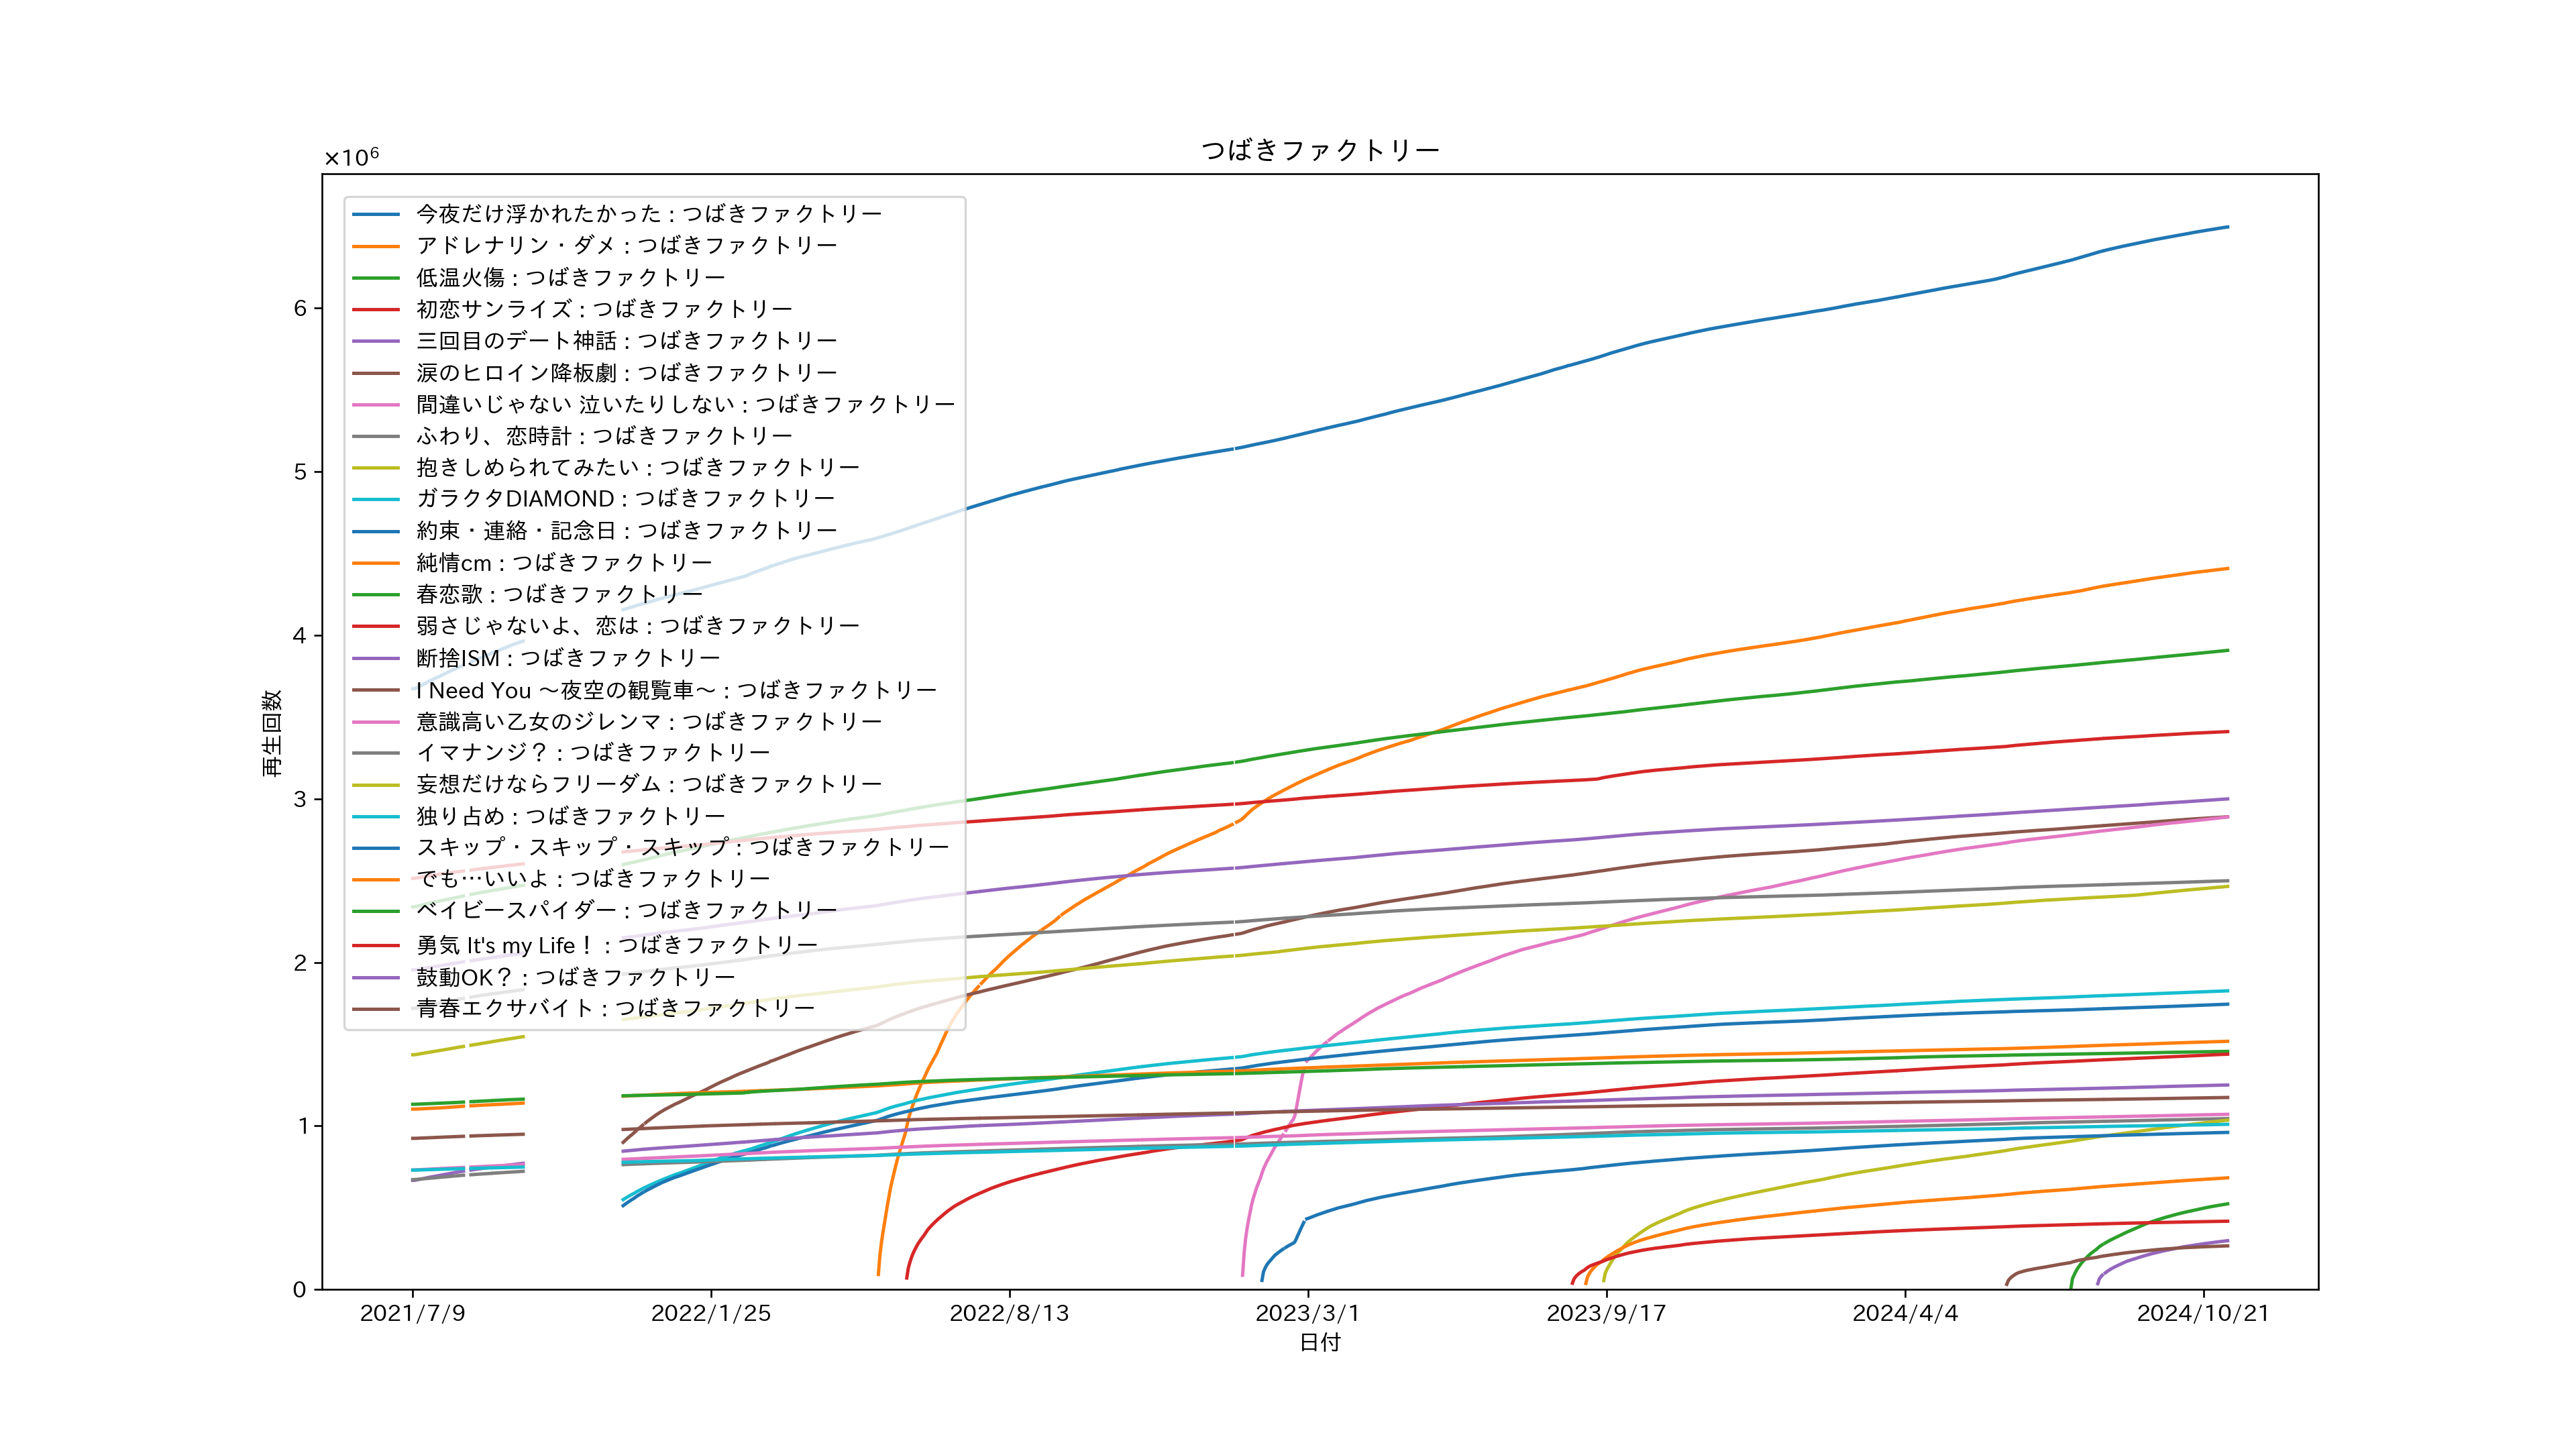 つばきファクトリー
×10⁶
今夜だけ浮かれたかった : つばきファクトリー
アドレナリン・ダメ : つばきファクトリー
低温火傷 : つばきファクトリー
初恋サンライズ : つばきファクトリー
三回目のデート神話 : つばきファクトリー
涙のヒロイン降板劇 : つばきファクトリー
間違いじゃない 泣いたりしない : つばきファクトリー
ふわり、恋時計 : つばきファクトリー
抱きしめられてみたい : つばきファクトリー
ガラクタDIAMOND : つばきファクトリー
約束・連絡・記念日 : つばきファクトリー
純情cm : つばきファクトリー
春恋歌 : つばきファクトリー
弱さじゃないよ、恋は : つばきファクトリー
断捨ISM : つばきファクトリー
I Need You ～夜空の観覧車～ : つばきファクトリー
意識高い乙女のジレンマ : つばきファクトリー
イマナンジ？ : つばきファクトリー
妄想だけならフリーダム : つばきファクトリー
独り占め : つばきファクトリー
スキップ・スキップ・スキップ : つばきファクトリー
でも…いいよ : つばきファクトリー
ベイビースパイダー : つばきファクトリー
勇気 It's my Life！ : つばきファクトリー
鼓動OK？ : つばきファクトリー
青春エクサバイト : つばきファクトリー
6
5
4
3
2
1
0
再生回数
2021/7/9
2022/1/25
2022/8/13
2023/3/1
2023/9/17
2024/4/4
2024/10/21
日付